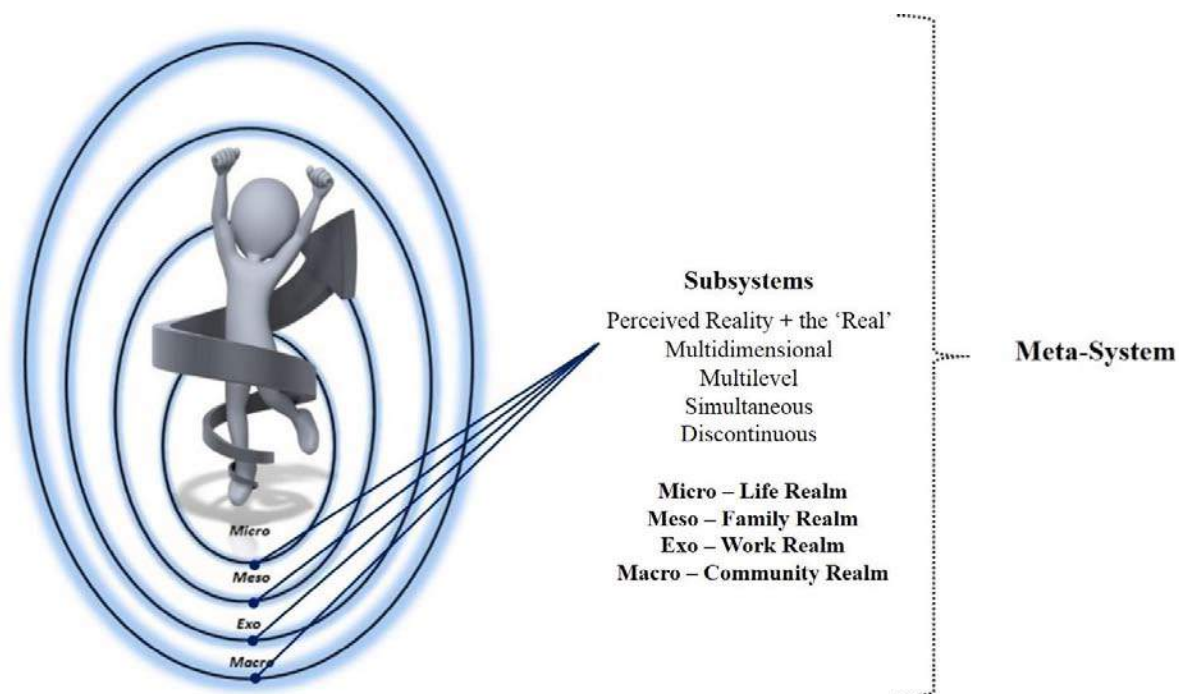 Micro
Meso
Exo
Macro
Subsystems
Perceived Reality + the ‘Real’
Multidimensional
Multilevel
Simultaneous
Discontinuous
Micro – Life Realm
Meso – Family Realm
Exo – Work Realm
Macro – Community Realm
Meta-System